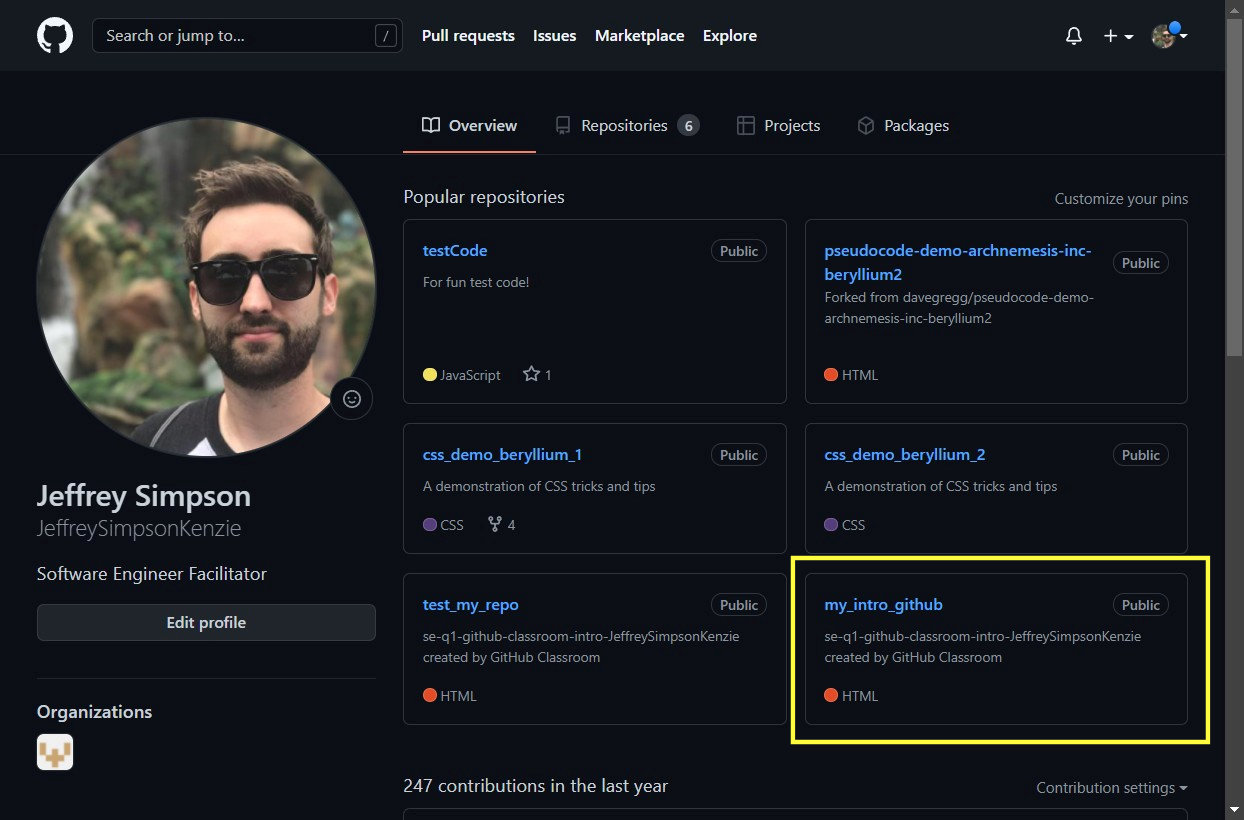 Search or jump to... /
Pull requests Issues Marketplace Explore
Overview Repositories 6 Projects Packages
Jeffrey Simpson
JeffreySimpsonKenzie
Software Engineer Facilitator
Edit profile
Organizations
Popular repositories
Customize your pins
testCode Public
For fun test code!
JavaScript 1
pseudocode-demo-archnemesis-inc-
beryllium2
Public
Forked from davegregg/pseudocode-demo-
archnemesis-inc-beryllium2
HTML
css_demo_beryllium_1 Public
A demonstration of CSS tricks and tips
CSS 4
css_demo_beryllium_2 Public
A demonstration of CSS tricks and tips
CSS
test_my_repo Public
se-q1-github-classroom-intro-JeffreySimpsonKenzie
created by GitHub Classroom
HTML
my_intro_github Public
se-q1-github-classroom-intro-JeffreySimpsonKenzie
created by GitHub Classroom
HTML
247 contributions in the last year
Contribution settings